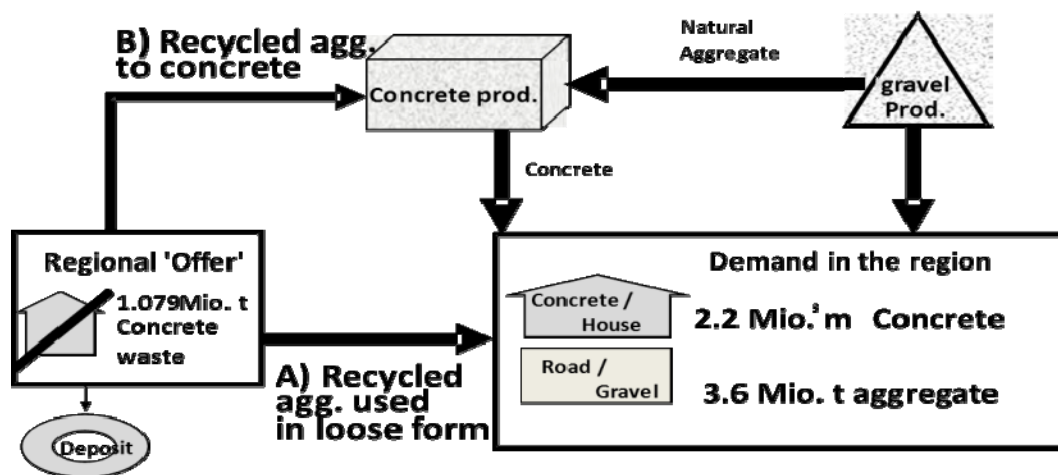 B) Recycled agg.
to concrete
Concrete prod.
Natural
Aggregate
gravel
Prod.
Concrete
Regional 'Offer'
1.079Mio. t
Concrete
waste
Deposit
A) Recycled
agg. used
in loose form
Demand in the region
Concrete /
House
2.2 Mio.³ m Concrete
Road /
Gravel
3.6 Mio. t aggregate